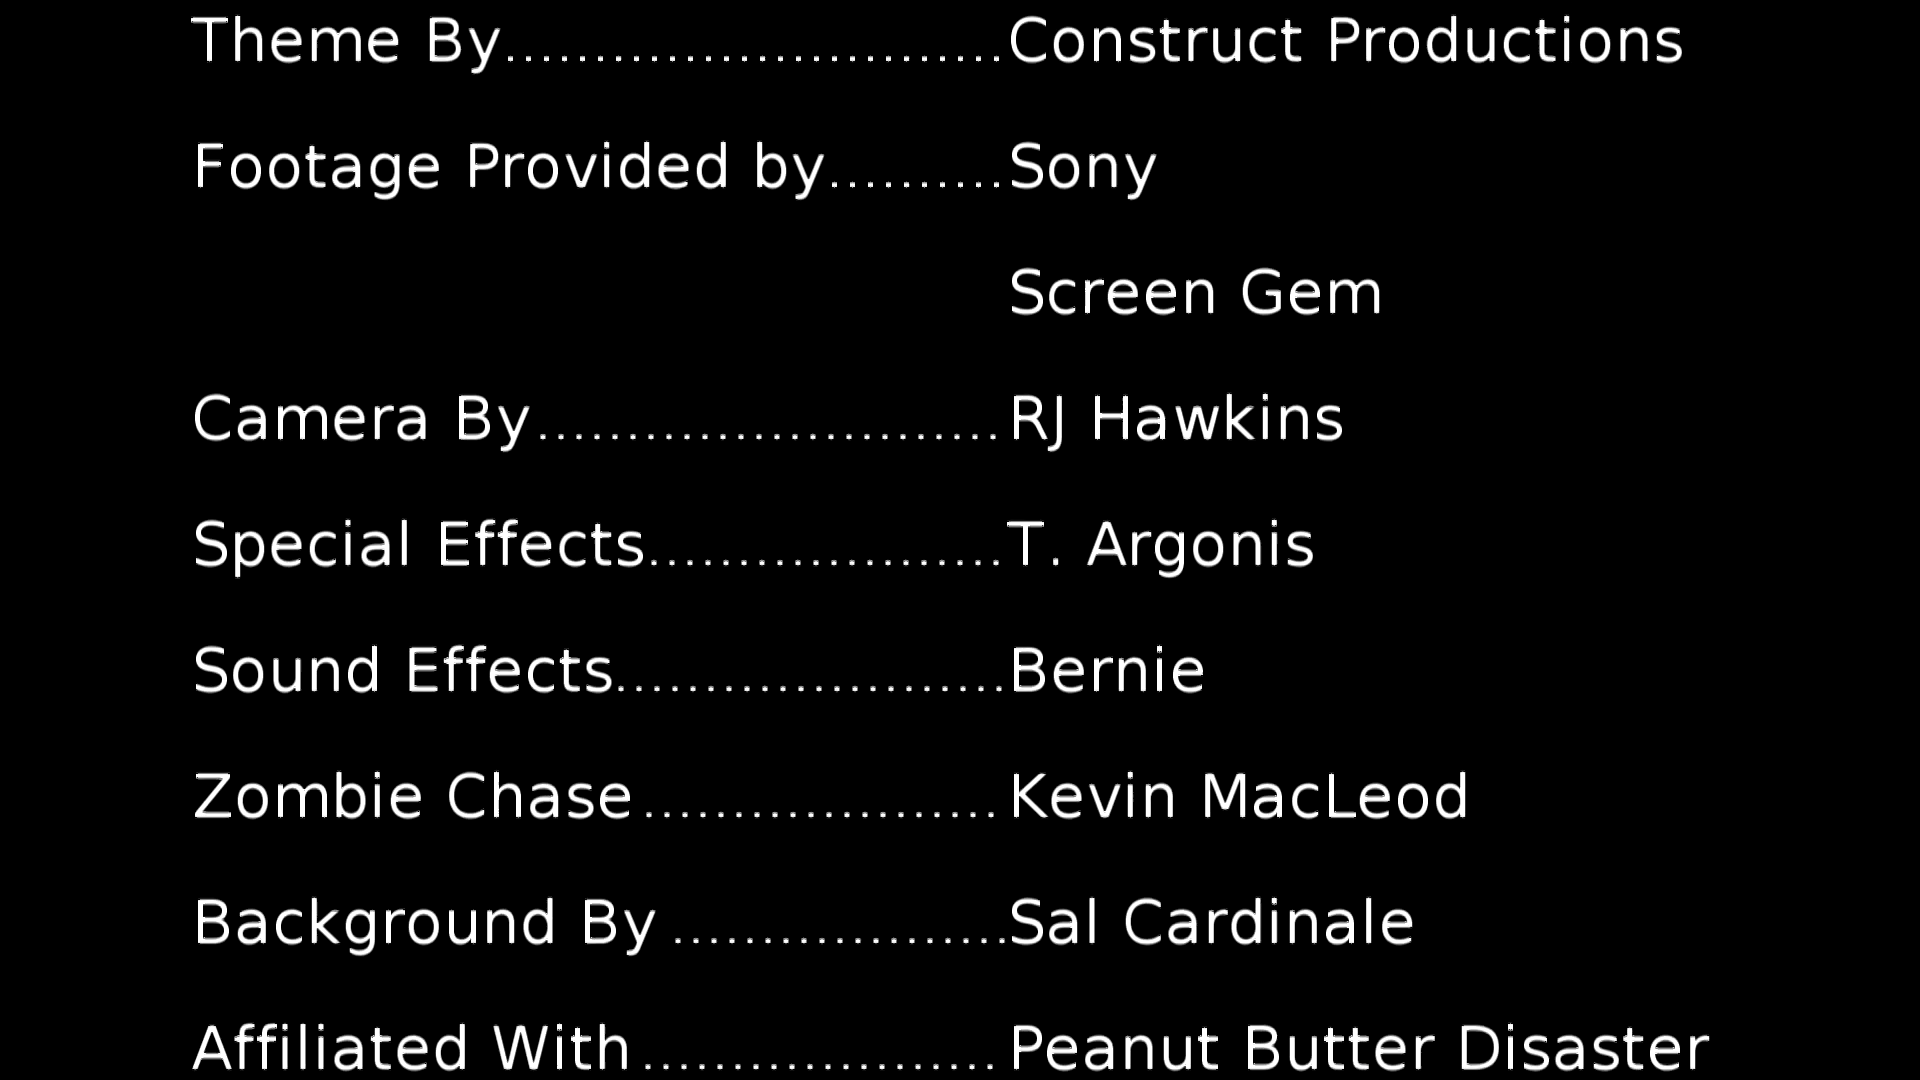 Theme By...........................Construct Productions
Footage Provided by..........Sony
Screen Gem
Camera By..........................RJ Hawkins
Special Effects....................T. Argonis
Sound Effects......................Bernie
Zombie Chase....................Kevin MacLeod
Background By ...................Sal Cardinale
Affiliated With....................Peanut Butter Disaster